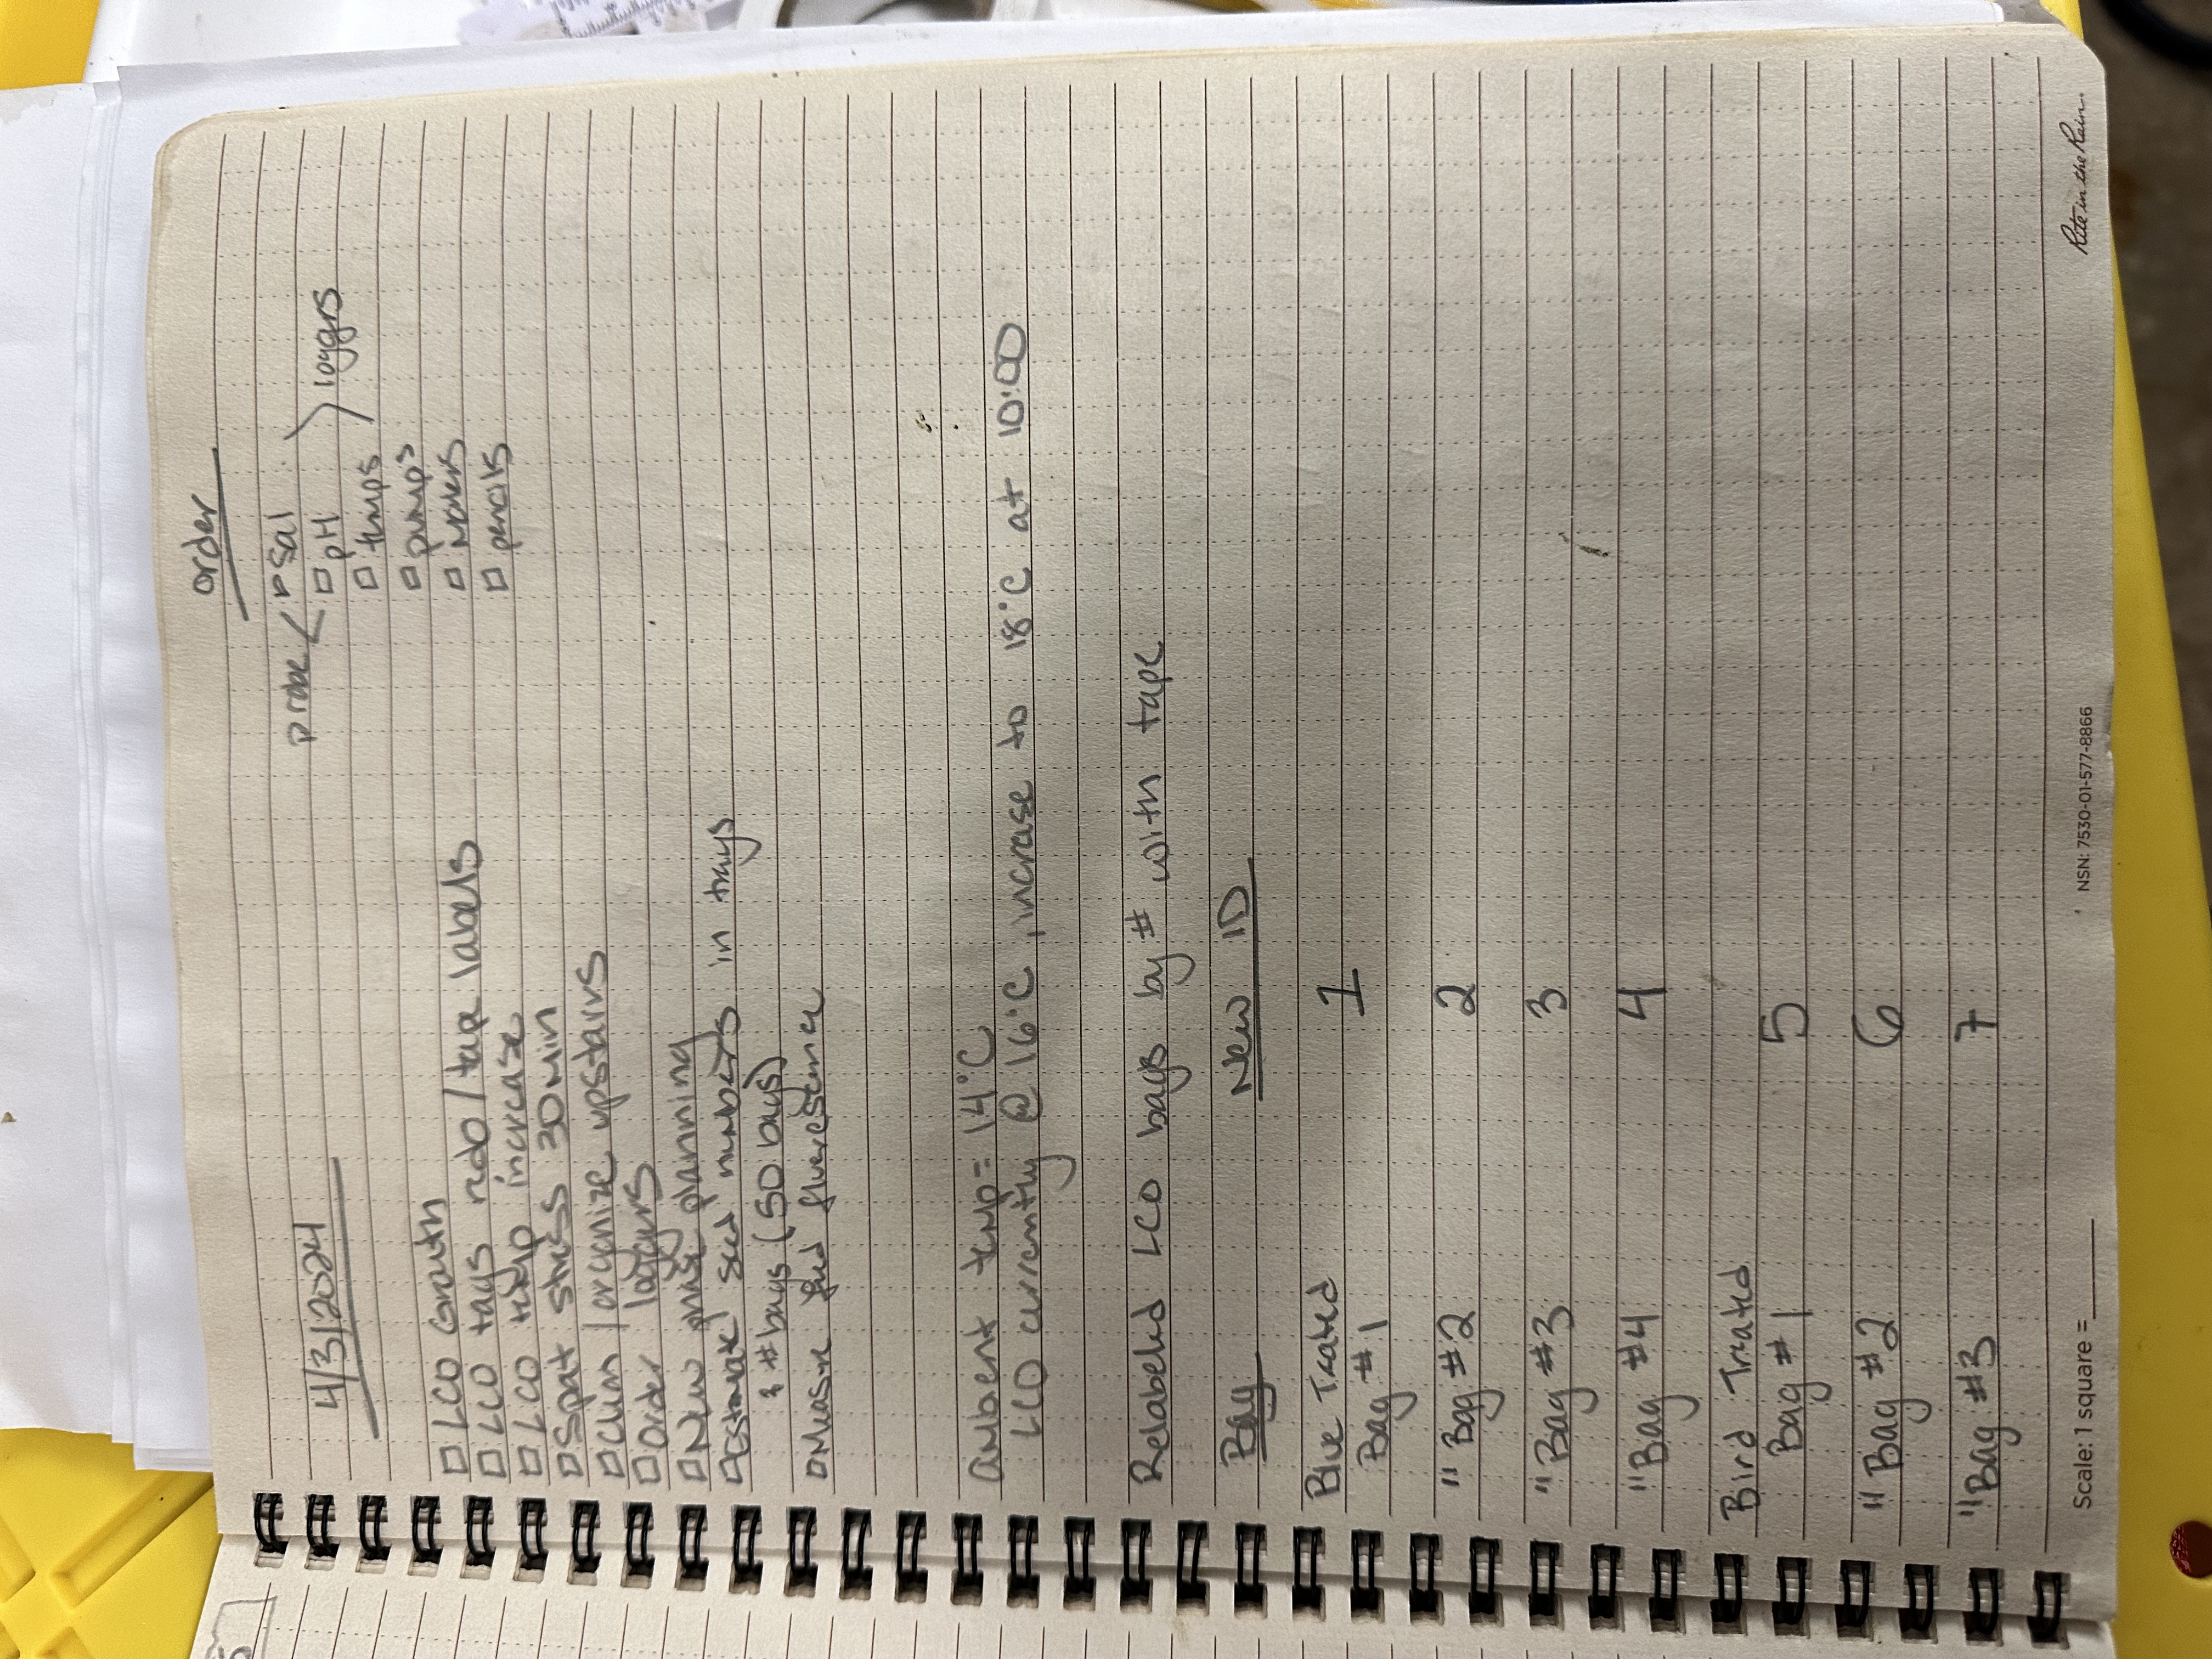 order
probe < Sal
pH
temps
loggrs
pumps
pencils
4/3/2024
LCO Growth
LCO tags redo / tape labels
LCO temp increase
Spat stress 30 min
Clean / organize upstairs
Order loggers
New phase planning
Estimate seed numbers in trays
& # bags (50 bags)
Measure feed fluorescence
Ambient temp = 14°C
LCO currently @ 16°C, increase to 18°C at 10:00
Relabeled LCO bags by # with tape
Bag New ID
Blue Treated
Bag #1 1
" Bag #2 2
" Bag #3 3
" Bag #4 4
Bird Treated
Bag #1 5
" Bag #2 6
" Bag #3 7
Scale: 1 square =______ NSN: 7530-01-577-8866 Rite in the Rain